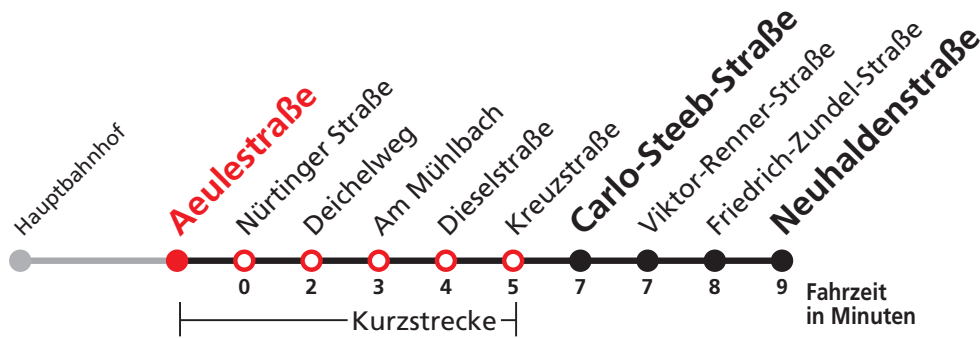 Hauptbahnhof
Aeulestraße
Nürtinger Straße
Deichelweg
Am Mühlbach
Dieselstraße
Kreuzstraße
Carlo-Steeb-Straße
Viktor-Renner-Straße
Friedrich-Zundel-Straße
Neuhaldenstraße
0 2 3 4 5 7 7 8 9 Fahrzeit
in Minuten
Kurzstrecke